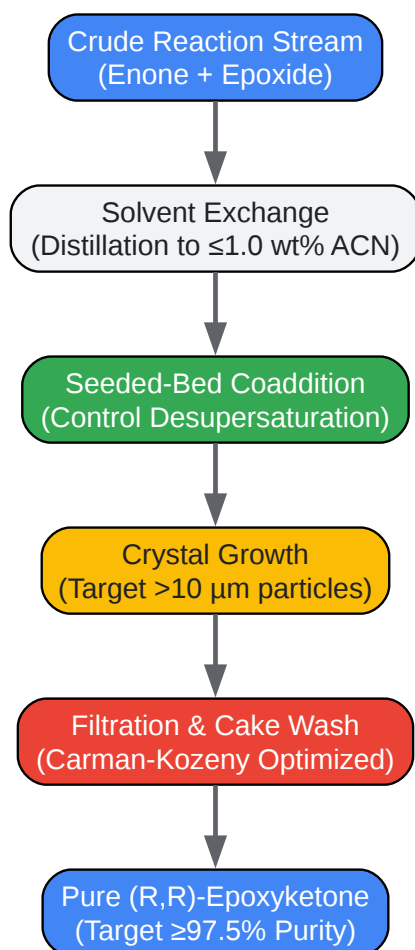 Crude Reaction Stream
(Enone + Epoxide)
Solvent Exchange
(Distillation to ≤1.0 wt% ACN)
Seeded-Bed Coaddition
(Control Desupersaturation)
Crystal Growth
(Target >10 µm particles)
Filtration & Cake Wash
(Carman-Kozeny Optimized)
Pure (R,R)-Epoxyketone
(Target ≥97.5% Purity)